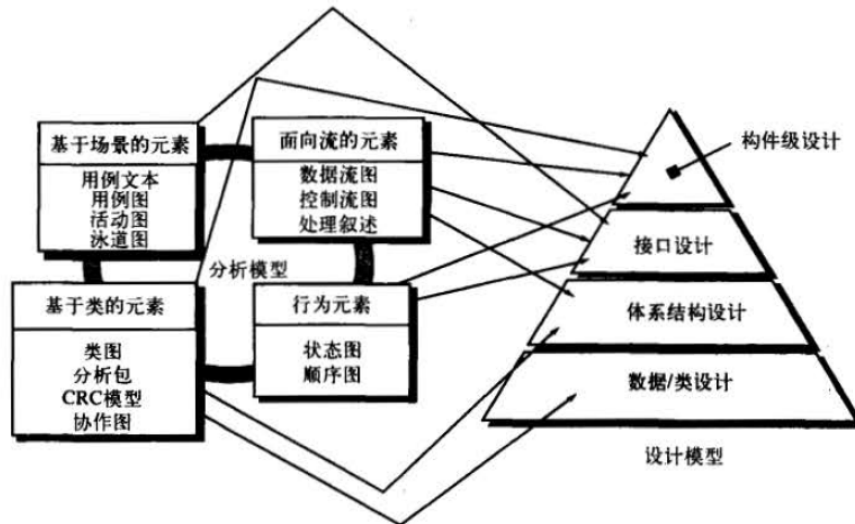 基于场景的元素
用例文本
用例图
活动图
泳道图
面向流的元素
数据流图
控制流图
处理叙述
分析模型
基于类的元素
类图
分析包
CRC模型
协作图
行为元素
状态图
顺序图
构件级设计
接口设计
体系结构设计
数据/类设计
设计模型